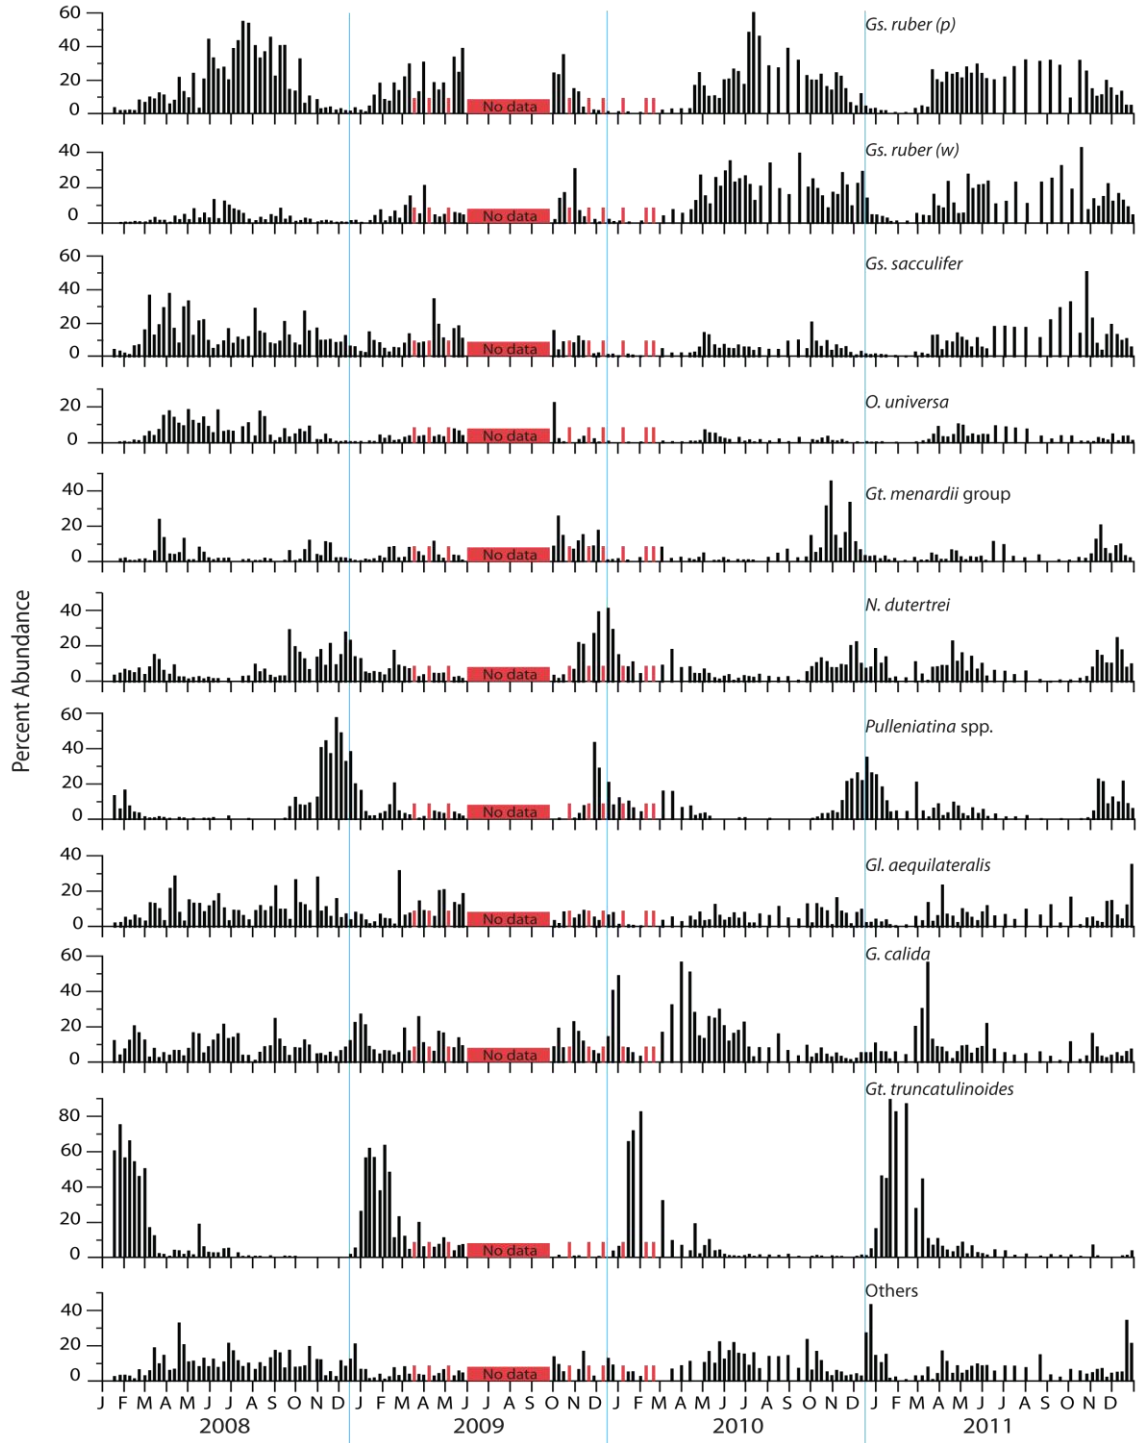 Percent Abundance
60
40
20
0
Gs. ruber (p)
No data
J F M A M J J A S O N D J F M A M J J A S O N D J F M A M J J A S O N D J F M A M J J A S O N D
40
20
0
Gs. ruber (w)
No data
60
40
20
0
Gs. sacculifer
No data
20
0
O. universa
No data
40
20
0
Gt. menardii group
No data
40
20
0
N. dutertrei
No data
60
40
20
0
Pulleniatina spp.
No data
40
20
0
Gl. aequilateralis
No data
60
40
20
0
G. calida
No data
80
60
40
20
0
Gt. truncatulinoides
No data
40
20
0
Others
No data
J F M A M J J A S O N D J F M A M J J A S O N D J F M A M J J A S O N D J F M A M J J A S O N D
2008 2009 2010 2011